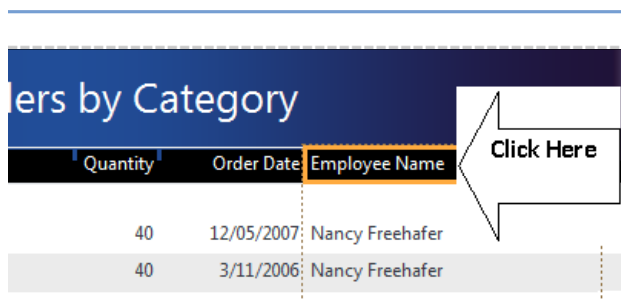 lers by Category
Quantity Order Date Employee Name
Click Here
40 12/05/2007 Nancy Freehafer
40 3/11/2006 Nancy Freehafer